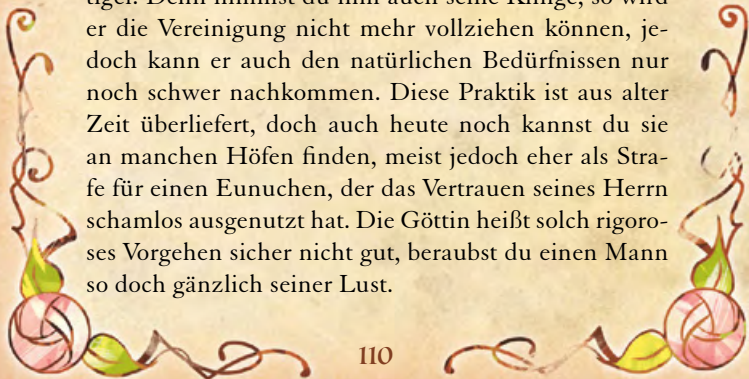 tiger. Denn nimmst du ihm auch seine Klinge, so wird
er die Vereinigung nicht mehr vollziehen können, je-
doch kann er auch den natürlichen Bedürfnissen nur
noch schwer nachkommen. Diese Praktik ist aus alter
Zeit überliefert, doch auch heute noch kannst du sie
an manchen Höfen finden, meist jedoch eher als Stra-
fe für einen Eunuchen, der das Vertrauen seines Herrn
schamlos ausgenutzt hat. Die Göttin heißt solch rigoro-
ses Vorgehen sicher nicht gut, beraubst du einen Mann
so doch gänzlich seiner Lust.
110